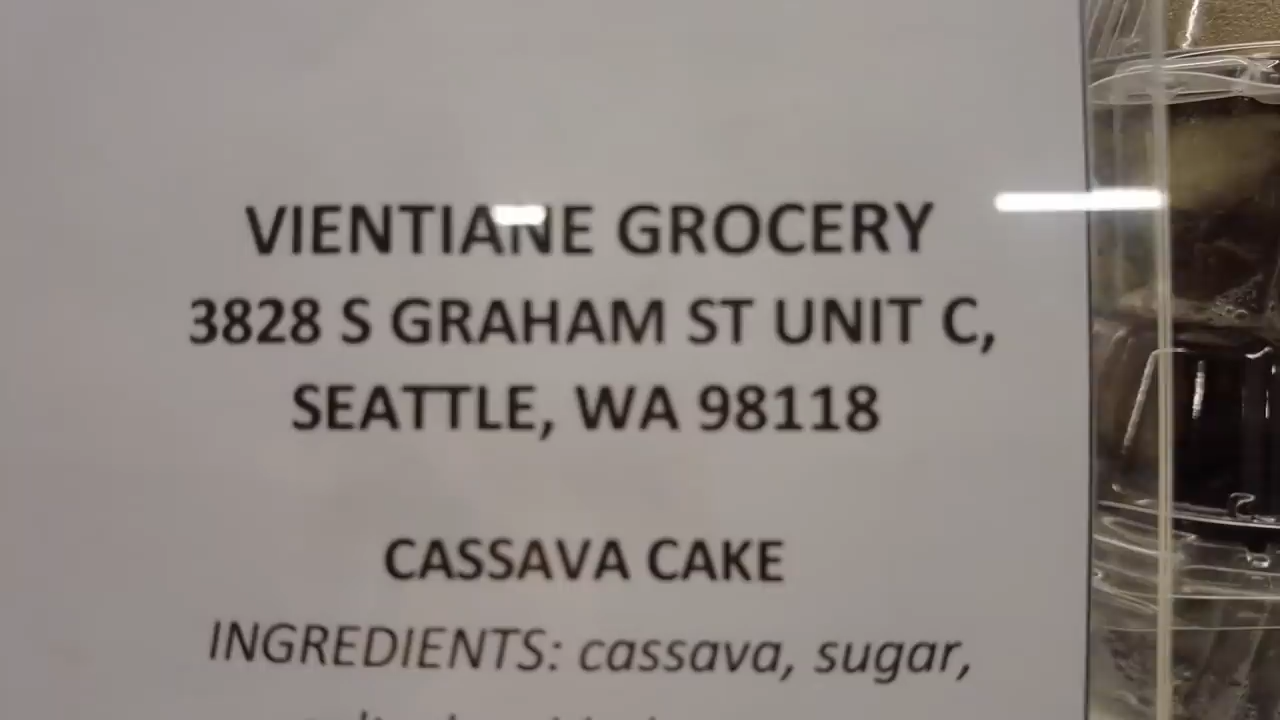 VIENTIANE GROCERY
3828 S GRAHAM ST UNIT C,
SEATTLE, WA 98118
CASSAVA CAKE
INGREDIENTS: cassava, sugar,